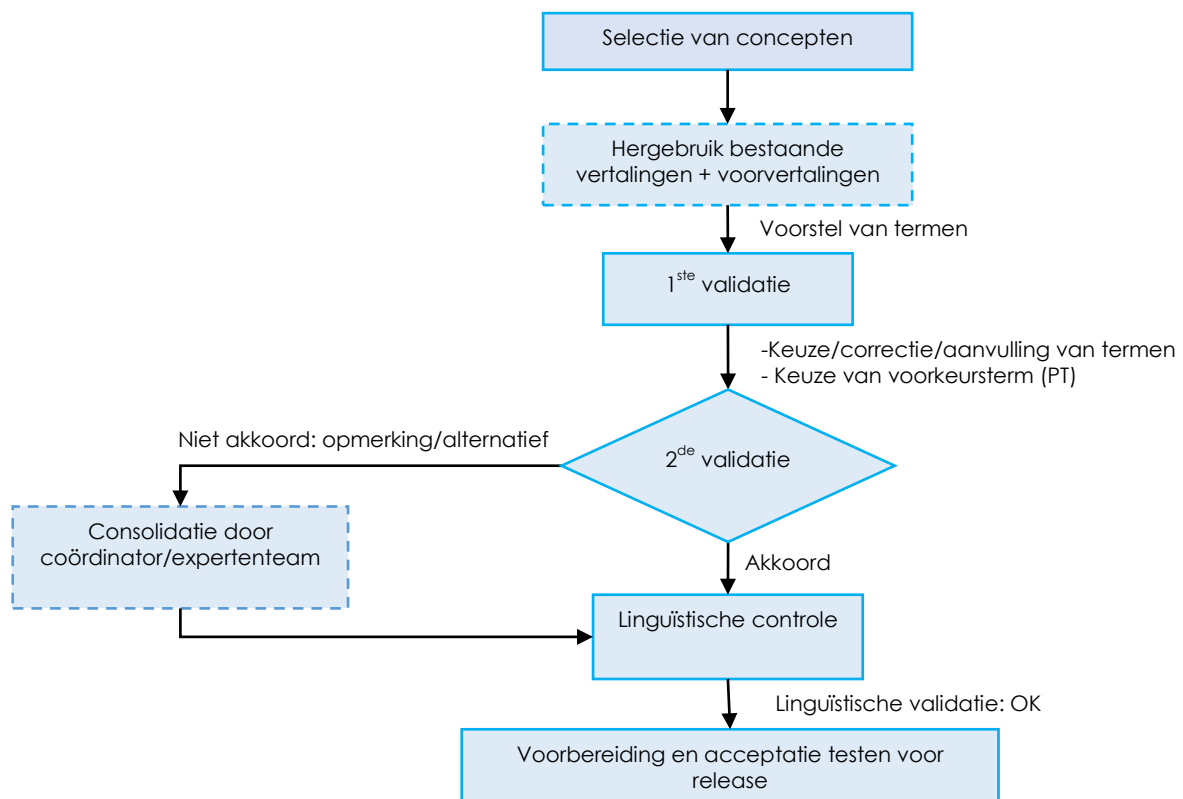 Selectie van concepten
Hergebruik bestaande
vertalingen + voorvertalingen
Voorstel van termen
1ste validatie
-Keuze/correctie/aanvulling van termen
- Keuze van voorkeursterm (PT)
Niet akkoord: opmerking/alternatief
2de validatie
Consolidatie door
coördinator/expertenteam
Akkoord
Linguïstische controle
Linguïstische validatie: OK
Voorbereiding en acceptatie testen voor
release